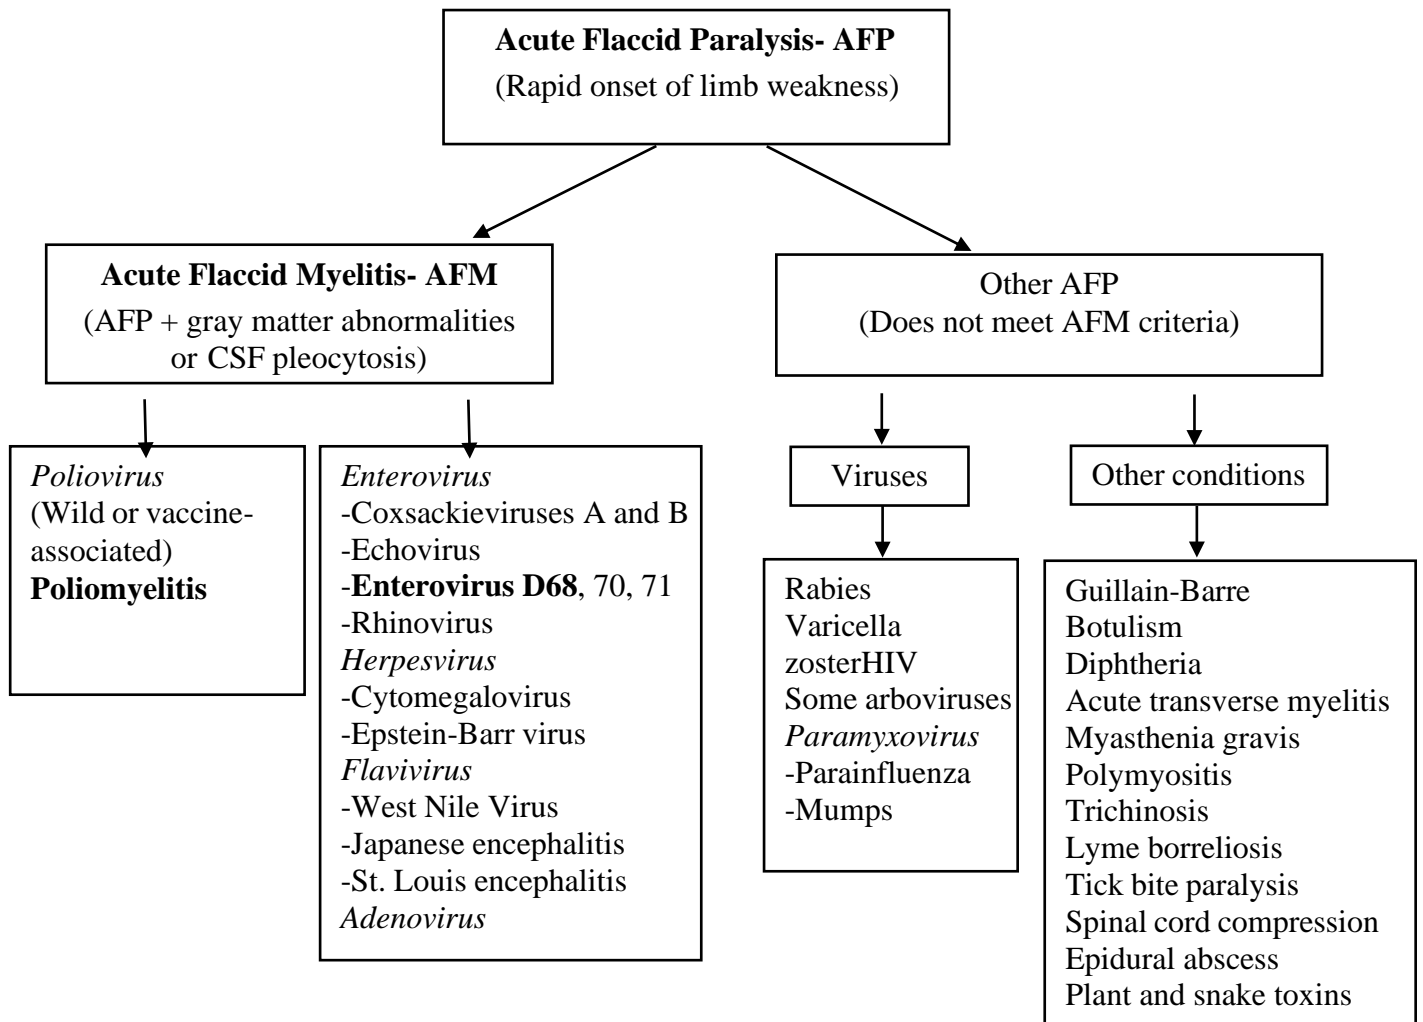 Acute Flaccid Paralysis- AFP
(Rapid onset of limb weakness)
Acute Flaccid Myelitis- AFM
(AFP + gray matter abnormalities
or CSF pleocytosis)
Other AFP
(Does not meet AFM criteria)
Poliovirus
(Wild or vaccine-
associated)
Poliomyelitis
Enterovirus
-Coxsackieviruses A and B
-Echovirus
-Enterovirus D68, 70, 71
-Rhinovirus
Herpesvirus
-Cytomegalovirus
-Epstein-Barr virus
Flavivirus
-West Nile Virus
-Japanese encephalitis
-St. Louis encephalitis
Adenovirus
Viruses
Rabies
Varicella
zosterHIV
Some arboviruses
Paramyxovirus
-Parainfluenza
-Mumps
Other conditions
Guillain-Barre
Botulism
Diphtheria
Acute transverse myelitis
Myasthenia gravis
Polymyositis
Trichinosis
Lyme borreliosis
Tick bite paralysis
Spinal cord compression
Epidural abscess
Plant and snake toxins